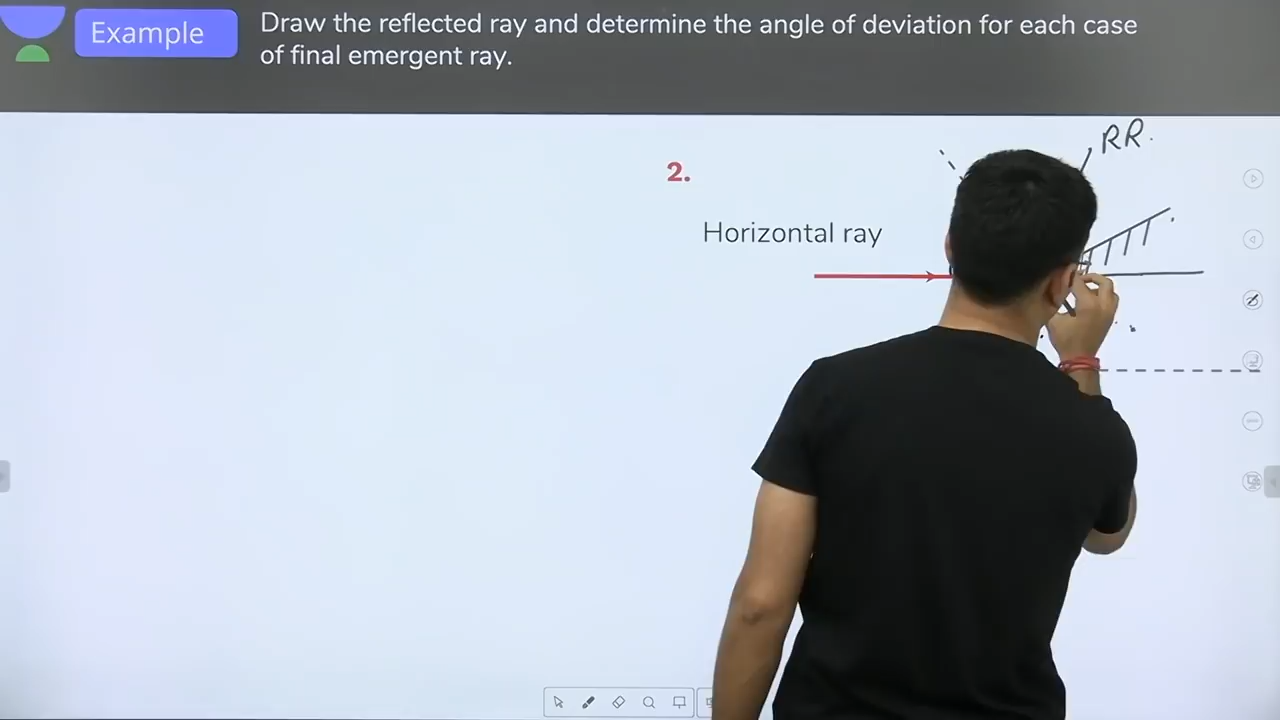 Example
Draw the reflected ray and determine the angle of deviation for each case
of final emergent ray.
RR.
2.
Horizontal ray